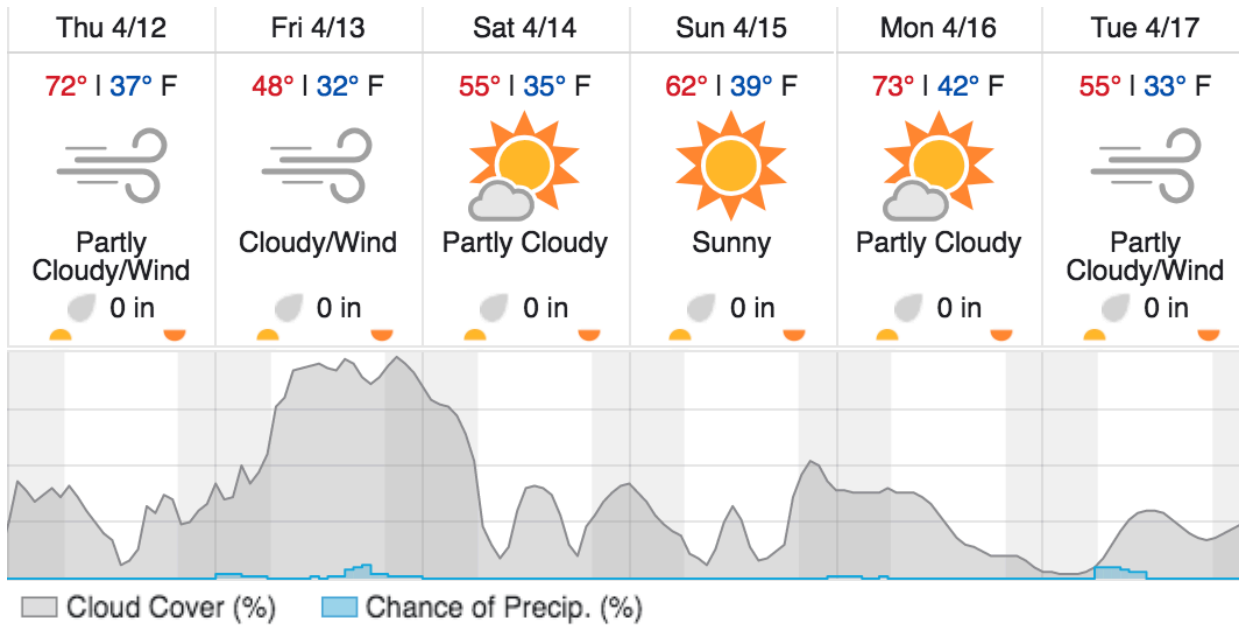 Thu 4/12 Fri 4/13 Sat 4/14 Sun 4/15 Mon 4/16 Tue 4/17
72° | 37° F 48° | 32° F 55° | 35° F 62° | 39° F 73° | 42° F 55° | 33° F
Partly Cloudy/Wind Partly Cloudy Sunny Partly Cloudy Partly
Cloudy/Wind Cloudy/Wind
0 in 0 in 0 in 0 in 0 in 0 in
Cloud Cover (%) Chance of Precip. (%)